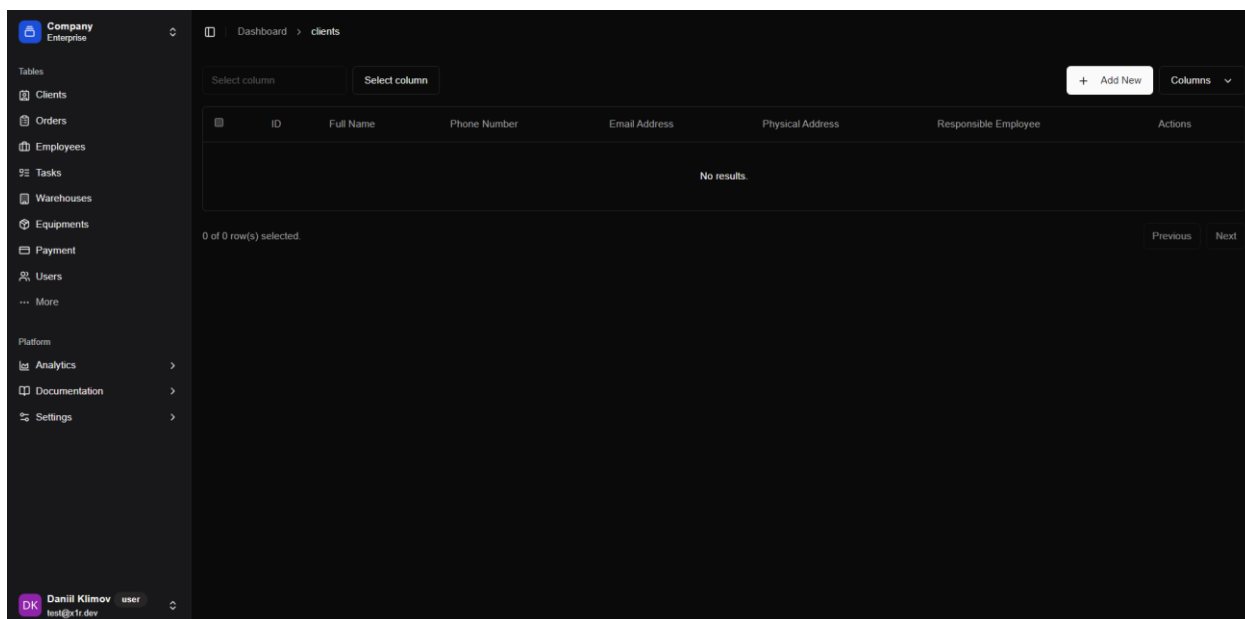 Company
Enterprise
Tables
Clients
Orders
Employees
Tasks
Warehouses
Equipments
Payment
Users
More
Platform
Analytics
Documentation
Settings
DK
Daniil Klimov user
test@x1r.dev
Dashboard > clients
Select column Select column
+ Add New Columns
ID Full Name Phone Number Email Address Physical Address Responsible Employee Actions
No results.
0 of 0 row(s) selected. Previous Next